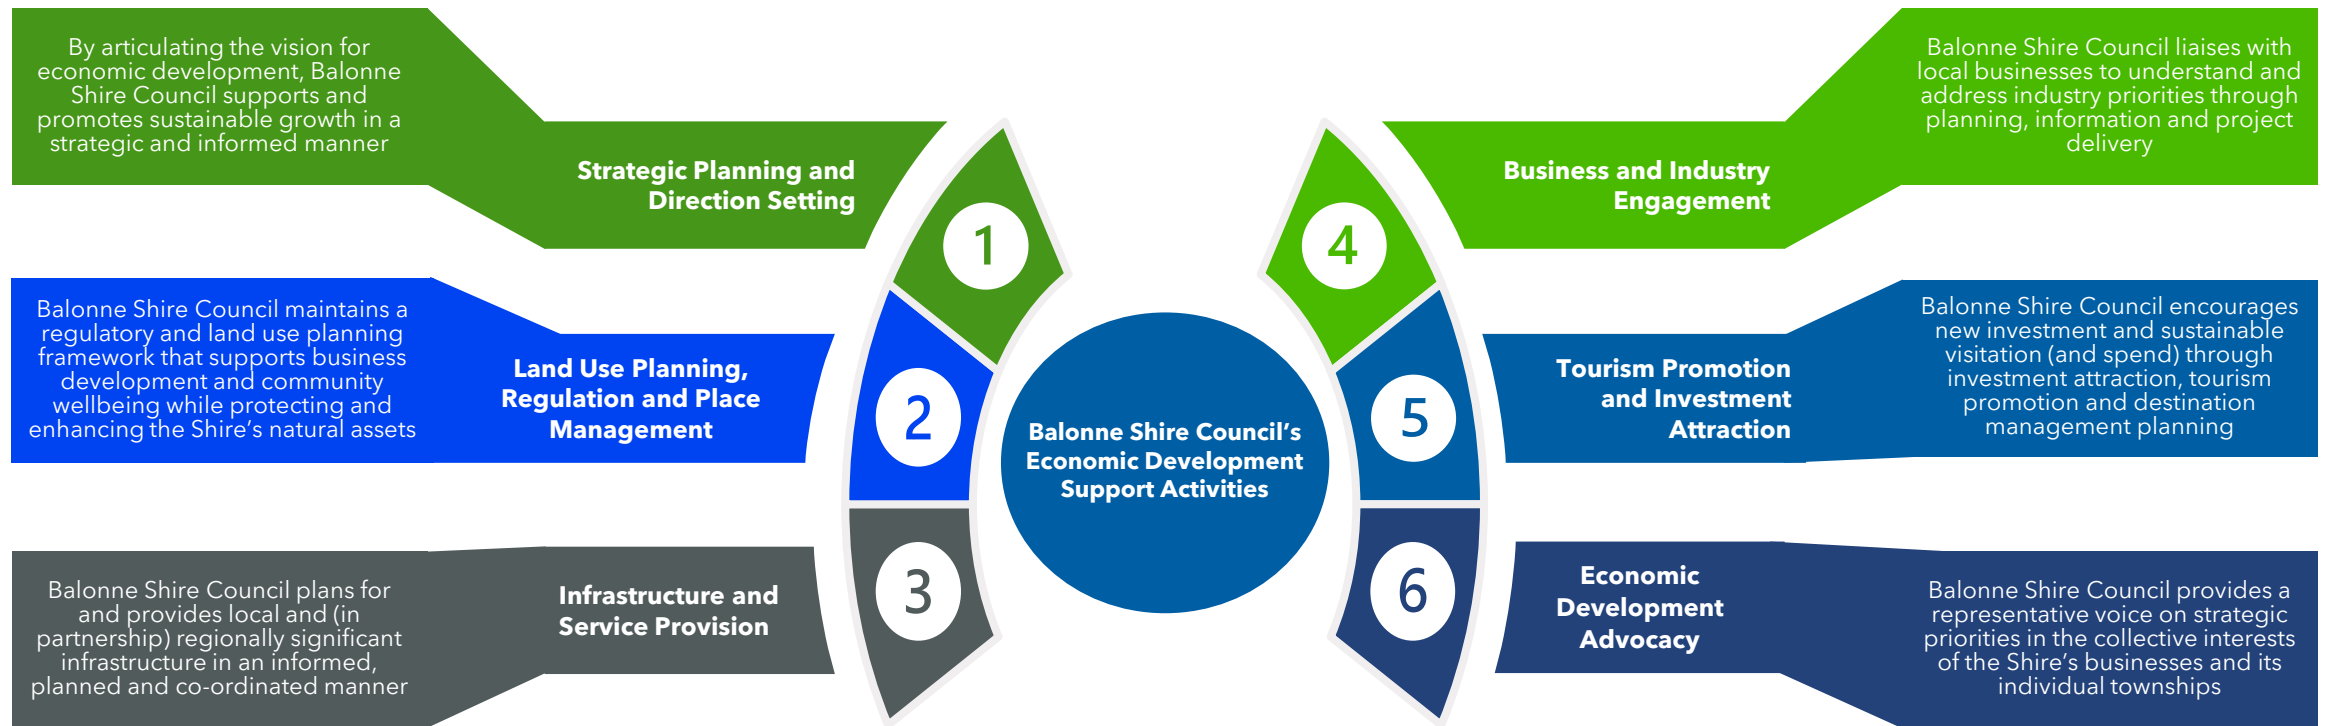 By articulating the vision for
economic development, Balonne
Shire Council supports and
promotes sustainable growth in a
strategic and informed manner
Strategic Planning and
Direction Setting
1
Balonne Shire Council maintains a
regulatory and land use planning
framework that supports business
development and community
wellbeing while protecting and
enhancing the Shire’s natural assets
Land Use Planning,
Regulation and Place
Management
2
Balonne Shire Council plans for
and provides local and (in
partnership) regionally significant
infrastructure in an informed,
planned and co-ordinated manner
Infrastructure and
Service Provision
3
Balonne Shire Council’s
Economic Development
Support Activities
4
Business and Industry
Engagement
Balonne Shire Council liaises with
local businesses to understand and
address industry priorities through
planning, information and project
delivery
5
Tourism Promotion
and Investment
Attraction
Balonne Shire Council encourages
new investment and sustainable
visitation (and spend) through
investment attraction, tourism
promotion and destination
management planning
6
Economic
Development
Advocacy
Balonne Shire Council provides a
representative voice on strategic
priorities in the collective interests
of the Shire’s businesses and its
individual townships